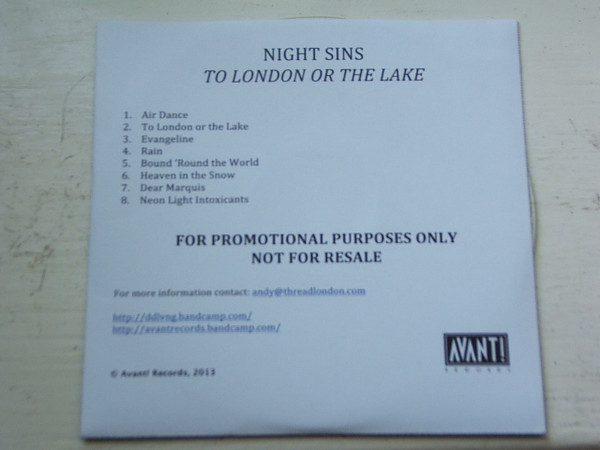 NIGHT SINS
TO LONDON OR THE LAKE
1. Air Dance
2. To London or the Lake
3. Evangeline
4. Rain
5. Bound 'Round the World
6. Heaven in the Snow
7. Dear Marquis
8. Neon Light Intoxicants
FOR PROMOTIONAL PURPOSES ONLY
NOT FOR RESALE
For more information contact: andy@threadlondon.com
http://ddlvng.bandcamp.com/
http://avantrecords.bandcamp.com/
AVANT!
RECORDS
© Avant! Records, 2013